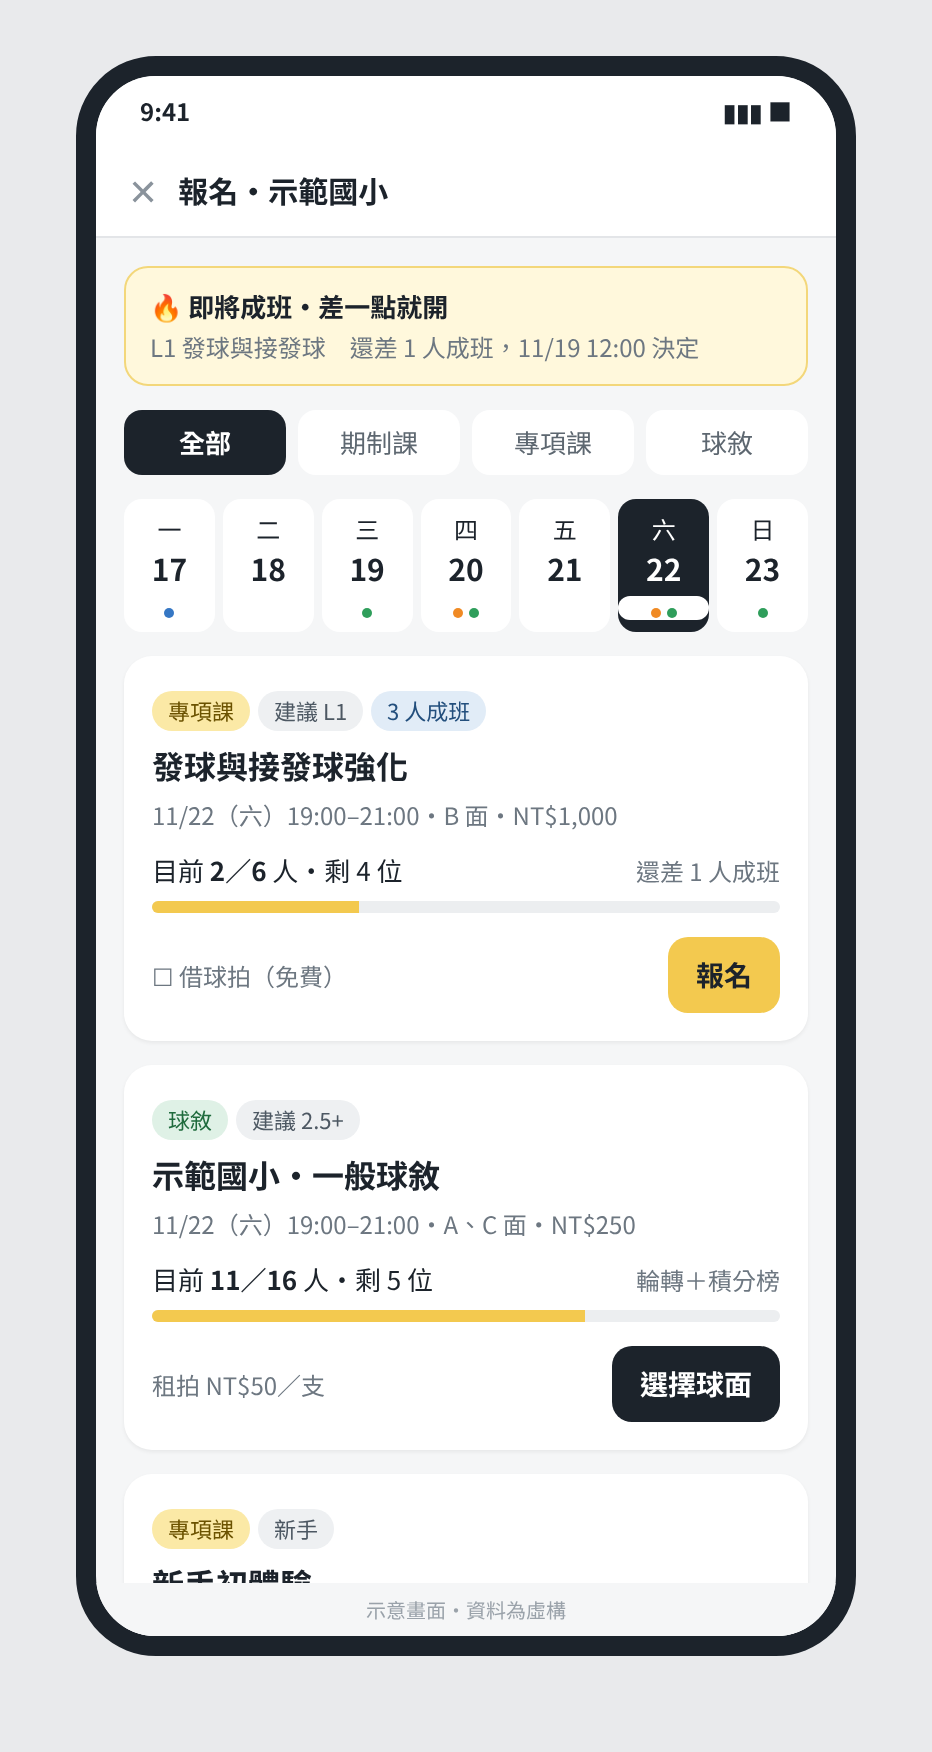 9:41
✕ 報名・示範國小
🔥 即將成班・差一點就開
L1 發球與接發球　還差 1 人成班，11/19 12:00 決定
全部 期制課 專項課 球敘
一 二 三 四 五 六 日
17 18 19 20 21 22 23
專項課 建議 L1 3 人成班
發球與接發球強化
11/22（六）19:00–21:00・B 面・NT$1,000
目前 2／6 人・剩 4 位 還差 1 人成班
☐ 借球拍（免費） 報名
球敘 建議 2.5+
示範國小・一般球敘
11/22（六）19:00–21:00・A、C 面・NT$250
目前 11／16 人・剩 5 位 輪轉＋積分榜
租拍 NT$50／支 選擇球面
專項課 新手
新手初體驗
示意畫面・資料為虛構